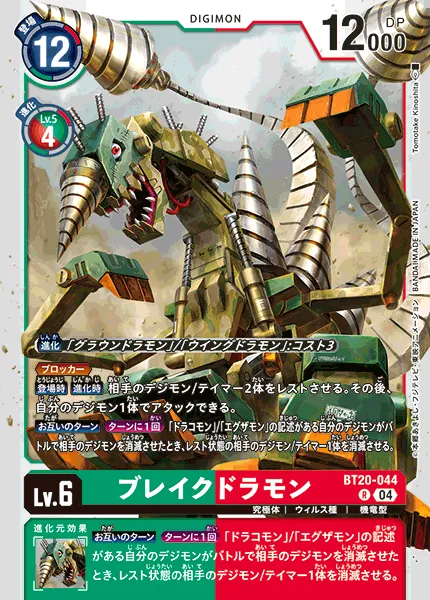 DIGIMON
登場
12
12000
DP
進化
Lv.5
4
Tomotake Kinoshita
©本郷あきよし・フジテレビ・東映アニメーション BANDAI MADE IN JAPAN
進化 「グラウンドラモン」/「ウイングドラモン」:コスト3
ブロッカー
登場時 進化時 相手のデジモン/テイマー2体をレストさせる。その後、
自分のデジモン1体でアタックできる。
お互いのターン ターンに1回 「ドラコモン」/「エグザモン」の記述がある自分のデジモンがバ
トルで相手のデジモンを消滅させたとき、レスト状態の相手のデジモン/テイマー1体を消滅させる。
Lv.6
ブレイクドラモン
BT20-044
R
04
究極体 | ウィルス種 | 機竜型
進化元効果
お互いのターン ターンに1回 「ドラコモン」/「エグザモン」の記述
がある自分のデジモンがバトルで相手のデジモンを消滅させた
とき、レスト状態の相手のデジモン/テイマー1体を消滅させる。